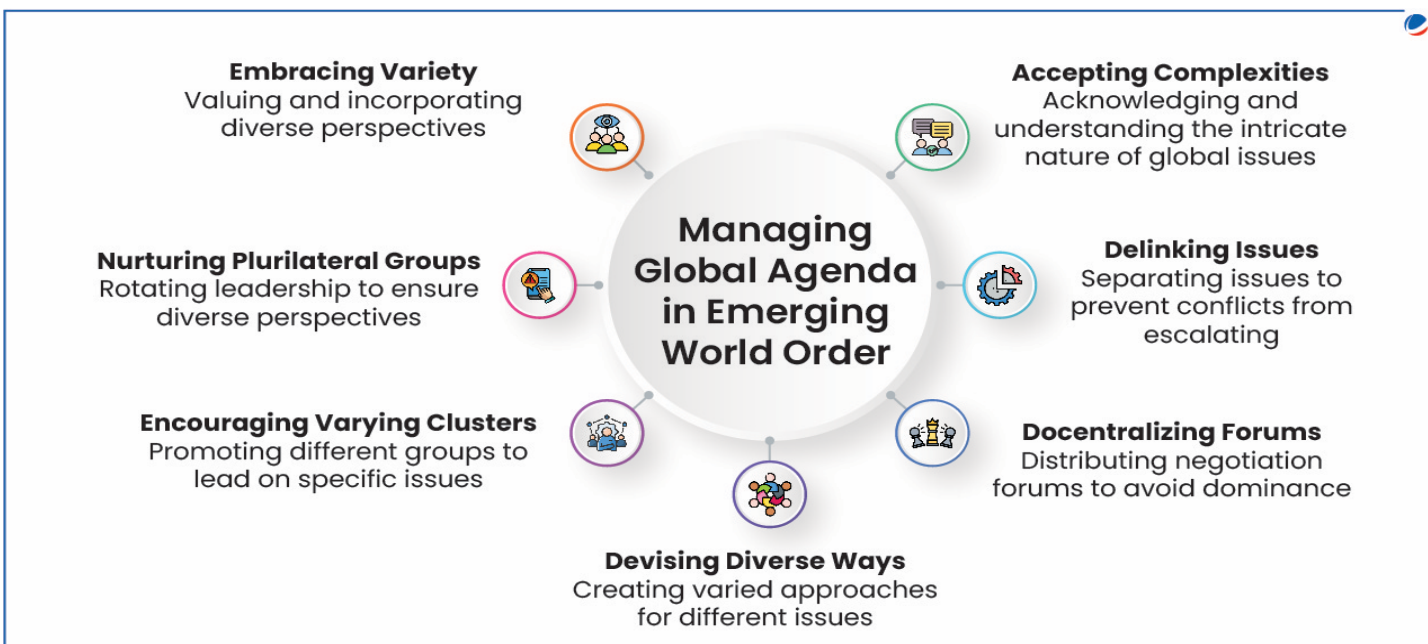 Embracing Variety
Valuing and incorporating
diverse perspectives
Accepting Complexities
Acknowledging and
understanding the intricate
nature of global issues
Managing
Global Agenda
in Emerging
World Order
Nurturing Plurilateral Groups
Rotating leadership to ensure
diverse perspectives
Delinking Issues
Separating issues to
prevent conflicts from
escalating
Encouraging Varying Clusters
Promoting different groups to
lead on specific issues
Docentralizing Forums
Distributing negotiation
forums to avoid dominance
Devising Diverse Ways
Creating varied approaches
for different issues